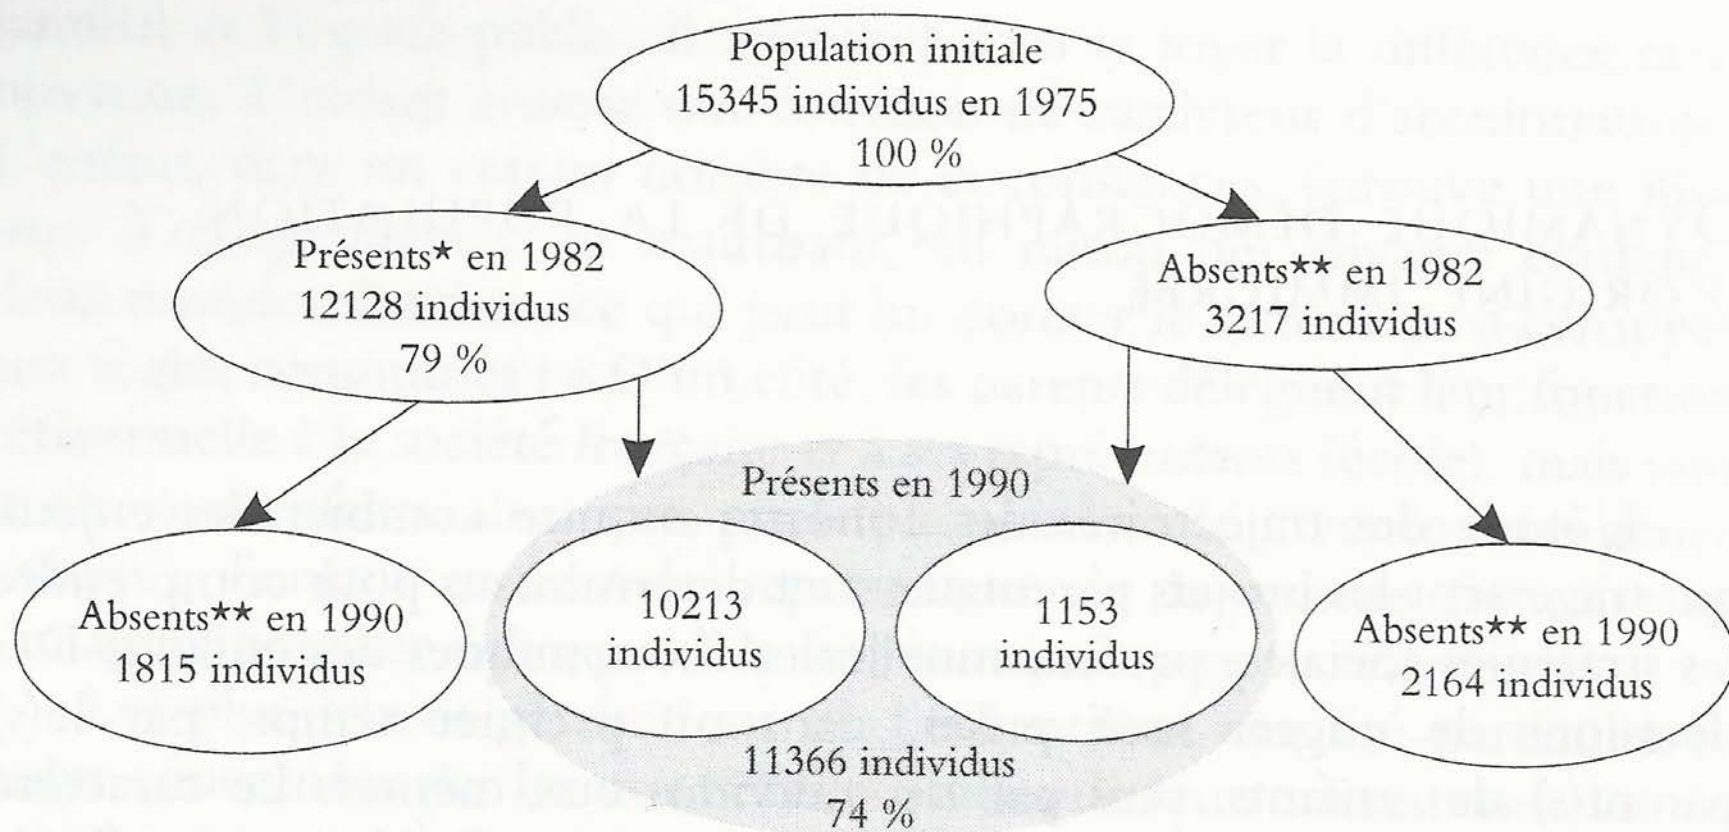 Population initiale
15345 individus en 1975
100 %
Présents* en 1982
12128 individus
79 %
Absents** en 1982
3217 individus
Présents en 1990
Absents** en 1990
1815 individus
10213
individus
1153
individus
Absents** en 1990
2164 individus
11366 individus
74 %